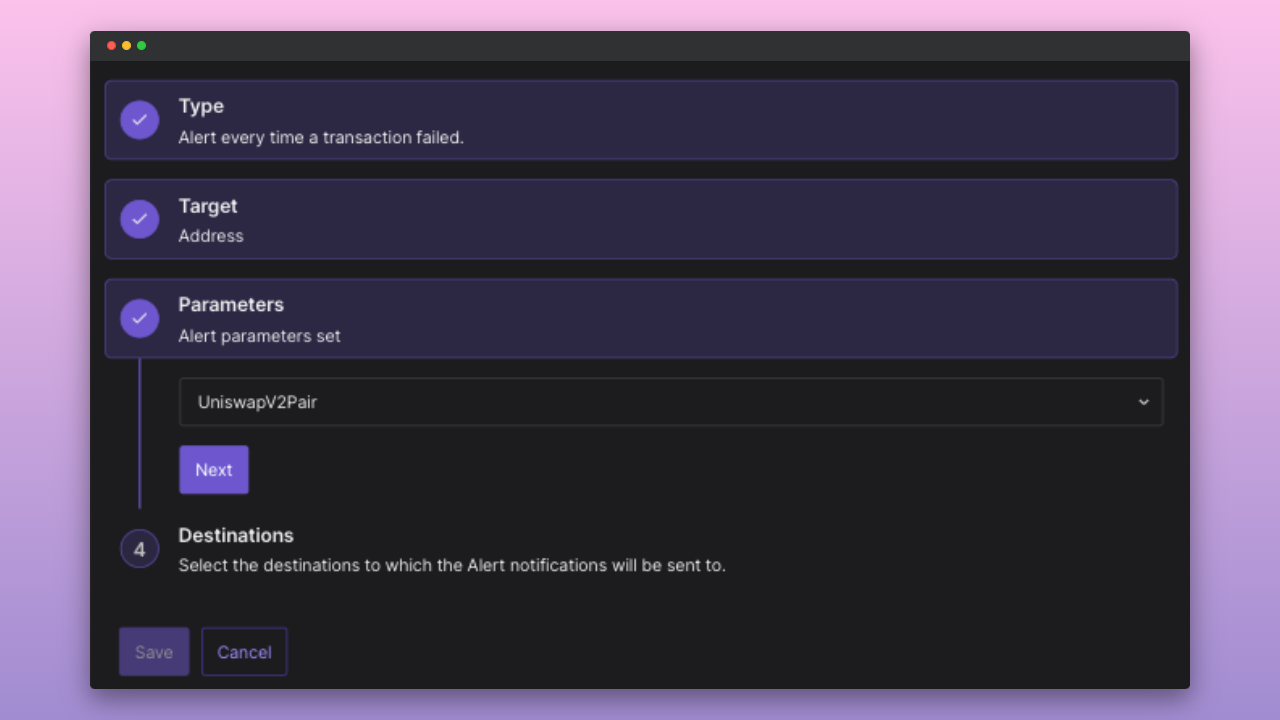 Type
Alert every time a transaction failed.
Target
Address
Parameters
Alert parameters set
UniswapV2Pair
Next
4
Destinations
Select the destinations to which the Alert notifications will be sent to.
Save
Cancel